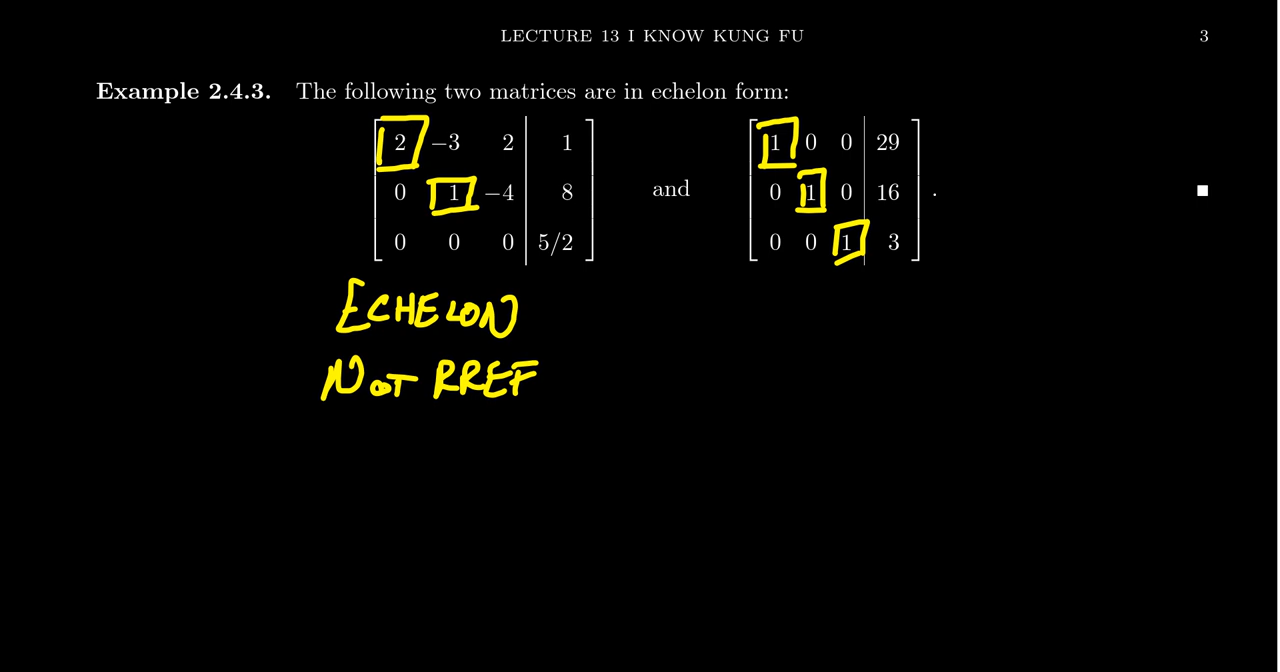 LECTURE 13 I KNOW KUNG FU 3
Example 2.4.3. The following two matrices are in echelon form:
2 −3 2 1 1 0 0 29
0 1 −4 8 and 0 1 0 16 .
0 0 0 5/2 0 0 1 3
ECHELON
NOT RREF